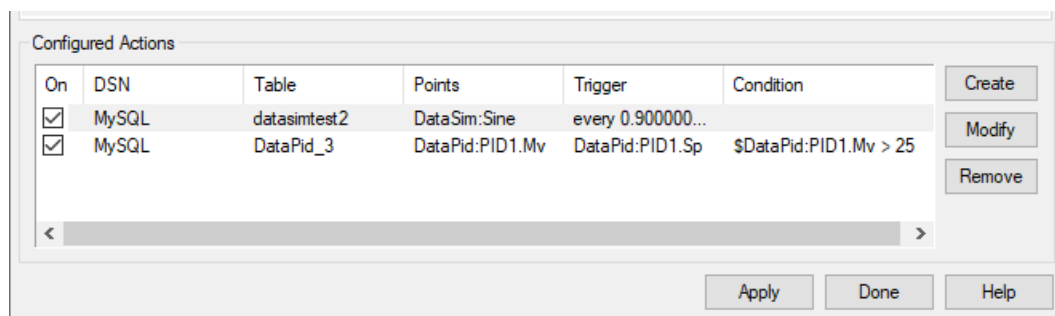 Configured Actions
On DSN Table Points Trigger Condition
MySQL datasimtest2 DataSim:Sine every 0.900000...
MySQL DataPid_3 DataPid:PID1.Mv DataPid:PID1.Sp $DataPid:PID1.Mv > 25
Create
Modify
Remove
Apply Done Help